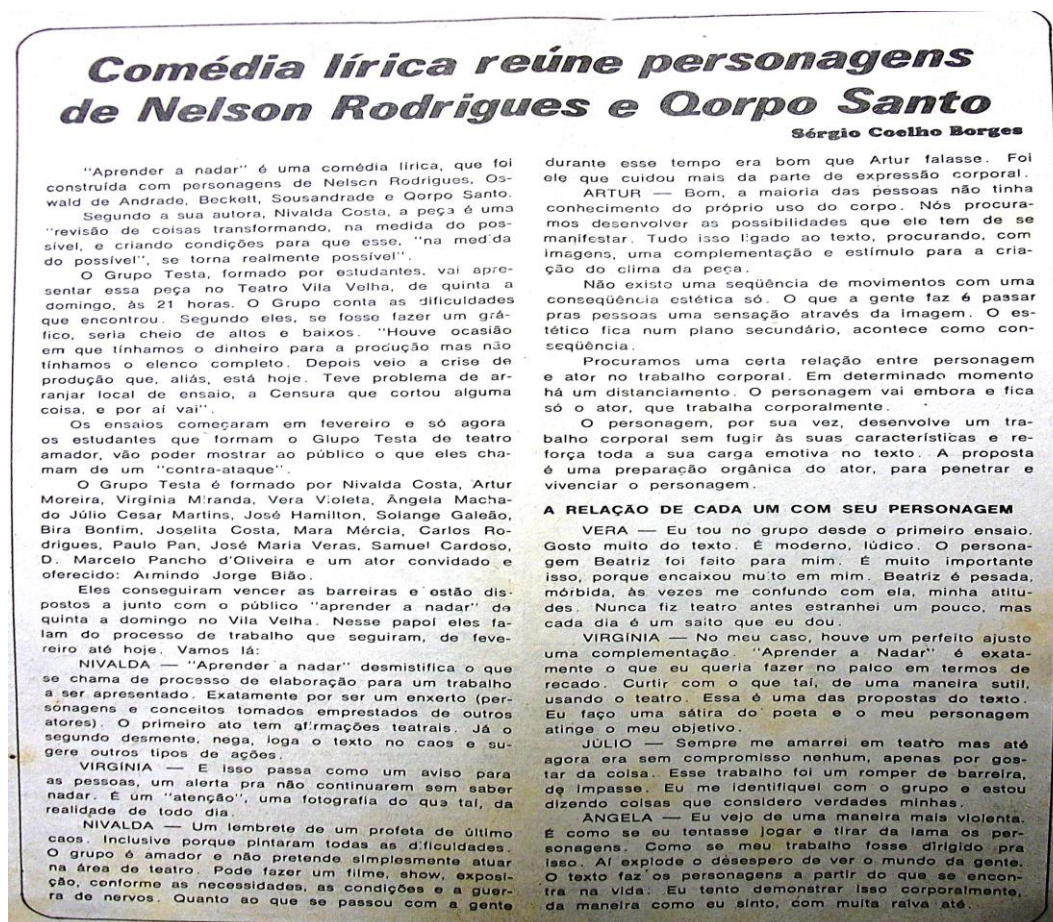 Comédia lírica reúne personagens
de Nelson Rodrigues e Qorpo Santo
Sérgio Coelho Borges
"Aprender a nadar" é uma comédia lírica, que foi
construída com personagens de Nelson Rodrigues, Os-
wald de Andrade, Beckett, Sousandrade e Qorpo Santo.
Segundo a sua autora, Nivalda Costa, a peça é uma
"revisão de coisas transformando, na medida do pos-
sível, e criando condições para que esse, "na medida
do possível", se torna realmente possível".
O Grupo Testa, formado por estudantes, vai apre-
sentar essa peça no Teatro Vila Velha, de quinta a
domingo, às 21 horas. O Grupo conta as dificuldades
que encontrou. Segundo eles, se fosse fazer um grá-
fico, seria cheio de altos e baixos. "Houve ocasião
em que tínhamos o dinheiro para a produção mas não
tínhamos o elenco completo. Depois veio a crise de
produção que, aliás, está hoje. Teve problema de ar-
ranjar local de ensaio, a Censura que cortou alguma
coisa, e por aí vai".
Os ensaios começaram em fevereiro e só agora
os estudantes que formam o Glupo Testa de teatro
amador, vão poder mostrar ao público o que eles cha-
mam de um "contra-ataque".
O Grupo Testa é formado por Nivalda Costa, Artur
Moreira, Virgínia Miranda, Vera Violeta, Ângela Macha-
do Júlio Cesar Martins, José Hamilton, Solange Galeão,
Bira Bonfim, Joselita Costa, Mara Mércia, Carlos Ro-
drigues, Paulo Pan, José Maria Veras, Samuel Cardoso,
D. Marcelo Pancho d'Oliveira e um ator convidado e
oferecido: Armindo Jorge Bião.
Eles conseguiram vencer as barreiras e estão dis-
postos a junto com o público "aprender a nadar" de
quinta a domingo no Vila Velha. Nesse papol eles fa-
lam do processo de trabalho que seguiram, de feve-
reiro até hoje. Vamos lá:
NIVALDA — "Aprender a nadar" desmistifica o que
se chama de processo de elaboração para um trabalho
a ser apresentado. Exatamente por ser um enxerto (per-
sonagens e conceitos tomados emprestados de outros
atores). O primeiro ato tem afirmações teatrais. Já o
segundo desmente, nega, joga o texto no caos e su-
gere outros tipos de ações.
VIRGÍNIA — E isso passa como um aviso para
as pessoas, um alerta pra não continuarem sem saber
nadar. É um "atenção", uma fotografia do que taí, da
realidade de todo dia.
NIVALDA — Um lembrete de um profeta de último
caos. Inclusive porque pintaram todas as dificuldades.
O grupo é amador e não pretende simplesmente atuar
na área de teatro. Pode fazer um filme, show, exposi-
ção, conforme as necessidades, as condições e a guer-
ra de nervos. Quanto ao que se passou com a gente
durante esse tempo era bom que Artur falasse. Foi
ele que cuidou mais da parte de expressão corporal.
ARTUR — Bom, a maioria das pessoas não tinha
conhecimento do próprio uso do corpo. Nós procura-
mos desenvolver as possibilidades que ele tem de se
manifestar. Tudo isso ligado ao texto, procurando, com
imagens, uma complementação e estímulo para a cria-
ção do clima da peça.
Não existo uma seqüência de movimentos com uma
conseqüência estética só. O que a gente faz é passar
pras pessoas uma sensação através da imagem. O es-
tético fica num plano secundário, acontece como con-
seqüência.
Procuramos uma certa relação entre personagem
e ator no trabalho corporal. Em determinado momento
há um distanciamento. O personagem vai embora e fica
só o ator, que trabalha corporalmente.
O personagem, por sua vez, desenvolve um tra-
balho corporal sem fugir às suas características e re-
força toda a sua carga emotiva no texto. A proposta
é uma preparação orgânica do ator, para penetrar e
vivenciar o personagem.
A RELAÇÃO DE CADA UM COM SEU PERSONAGEM
VERA — Eu tou no grupo desde o primeiro ensaio.
Gosto muito do texto. É moderno, lúdico. O persona-
gem Beatriz foi feito para mim. É muito importante
isso, porque encaixou muito em mim. Beatriz é pesada,
mórbida, às vezes me confundo com ela, minha atitu-
des. Nunca fiz teatro antes estranhei um pouco, mas
cada dia é um salto que eu dou.
VIRGÍNIA — No meu caso, houve um perfeito ajusto
uma complementação. "Aprender a Nadar" é exata-
mente o que eu queria fazer no palco em termos de
recado. Curtir com o que taí, de uma maneira sutil,
usando o teatro. Essa é uma das propostas do texto.
Eu faço uma sátira do poeta e o meu personagem
atinge o meu objetivo.
JÚLIO — Sempre me amarrei em teatro mas até
agora era sem compromisso nenhum, apenas por gos-
tar da coisa. Esse trabalho foi um romper de barreira,
de impasse. Eu me identifiquei com o grupo e estou
dizendo coisas que considero verdades minhas.
ÂNGELA — Eu vejo de uma maneira mais violenta.
É como se eu tentasse jogar e tirar da lama os per-
sonagens. Como se meu trabalho fosse dirigido pra
isso. Aí explode o desespero de ver o mundo da gente.
O texto faz os personagens a partir do que se encon-
tra na vida. Eu tento demonstrar isso corporalmente,
da maneira como eu sinto, com muita raiva até.